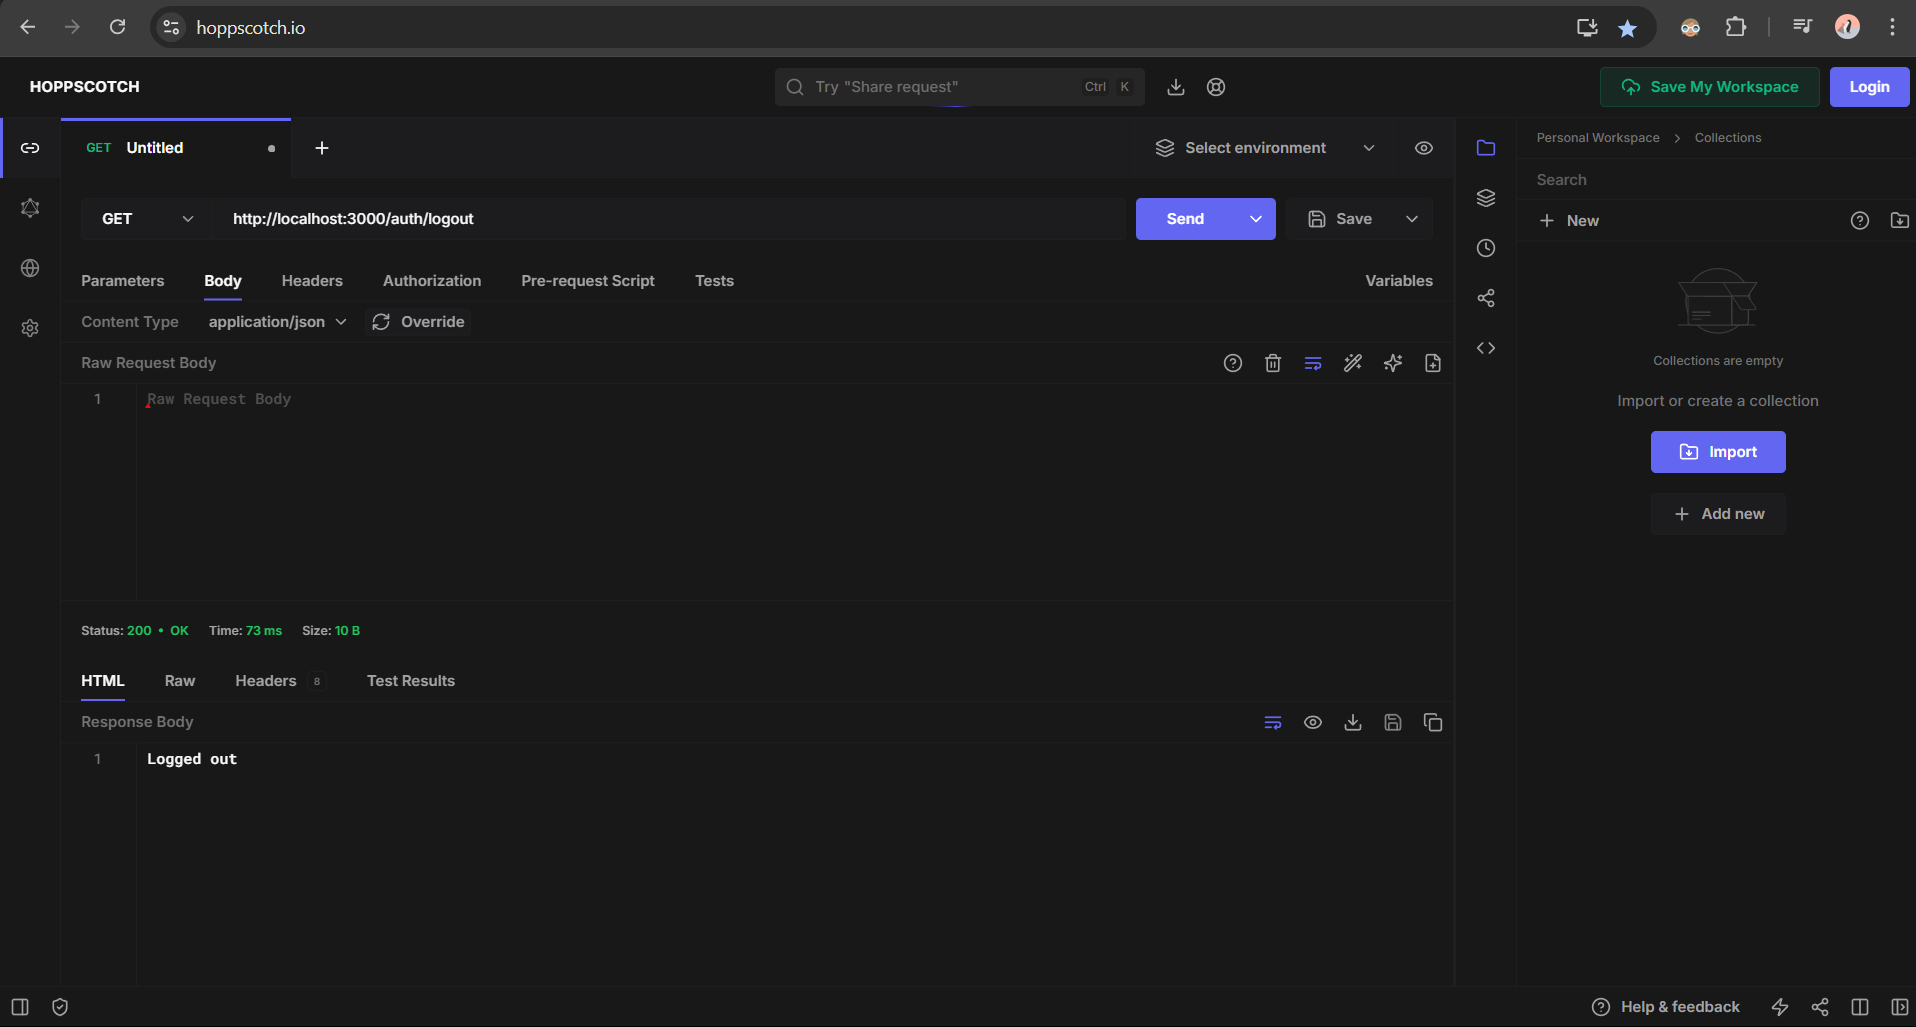 hoppscotch.io
HOPPSCOTCH
Try "Share request"
Ctrl K
Save My Workspace
Login
GET Untitled
Select environment
Personal Workspace > Collections
Search
New
GET http://localhost:3000/auth/logout
Send
Save
Parameters Body Headers Authorization Pre-request Script Tests Variables
Content Type application/json Override
Raw Request Body
1 Raw Request Body
Collections are empty
Import or create a collection
Import
Add new
Status: 200 • OK Time: 73 ms Size: 10 B
HTML Raw Headers 8 Test Results
Response Body
1 Logged out
Help & feedback